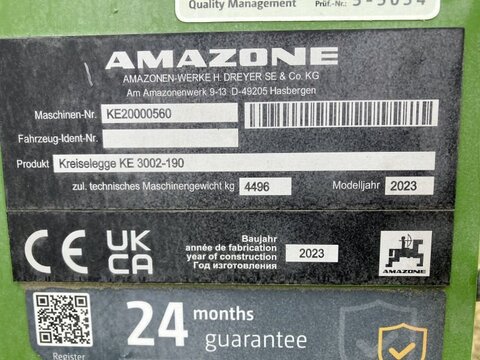 Quality Management
Prüf.-Nr.:
AMAZONE
AMAZONEN-WERKE H. DREYER SE & Co. KG
Am Amazonenwerk 9-13 D-49205 Hasbergen
Maschinen-Nr. KE20000560
Fahrzeug-Ident-Nr.
Produkt Kreiselegge KE 3002-190
zul. technisches Maschinengewicht kg 4496 Modelljahr 2023
CE UK CA
Baujahr
année de fabrication
year of construction
Год изготовления
2023
AMAZONE
24 months
guarantee
Register